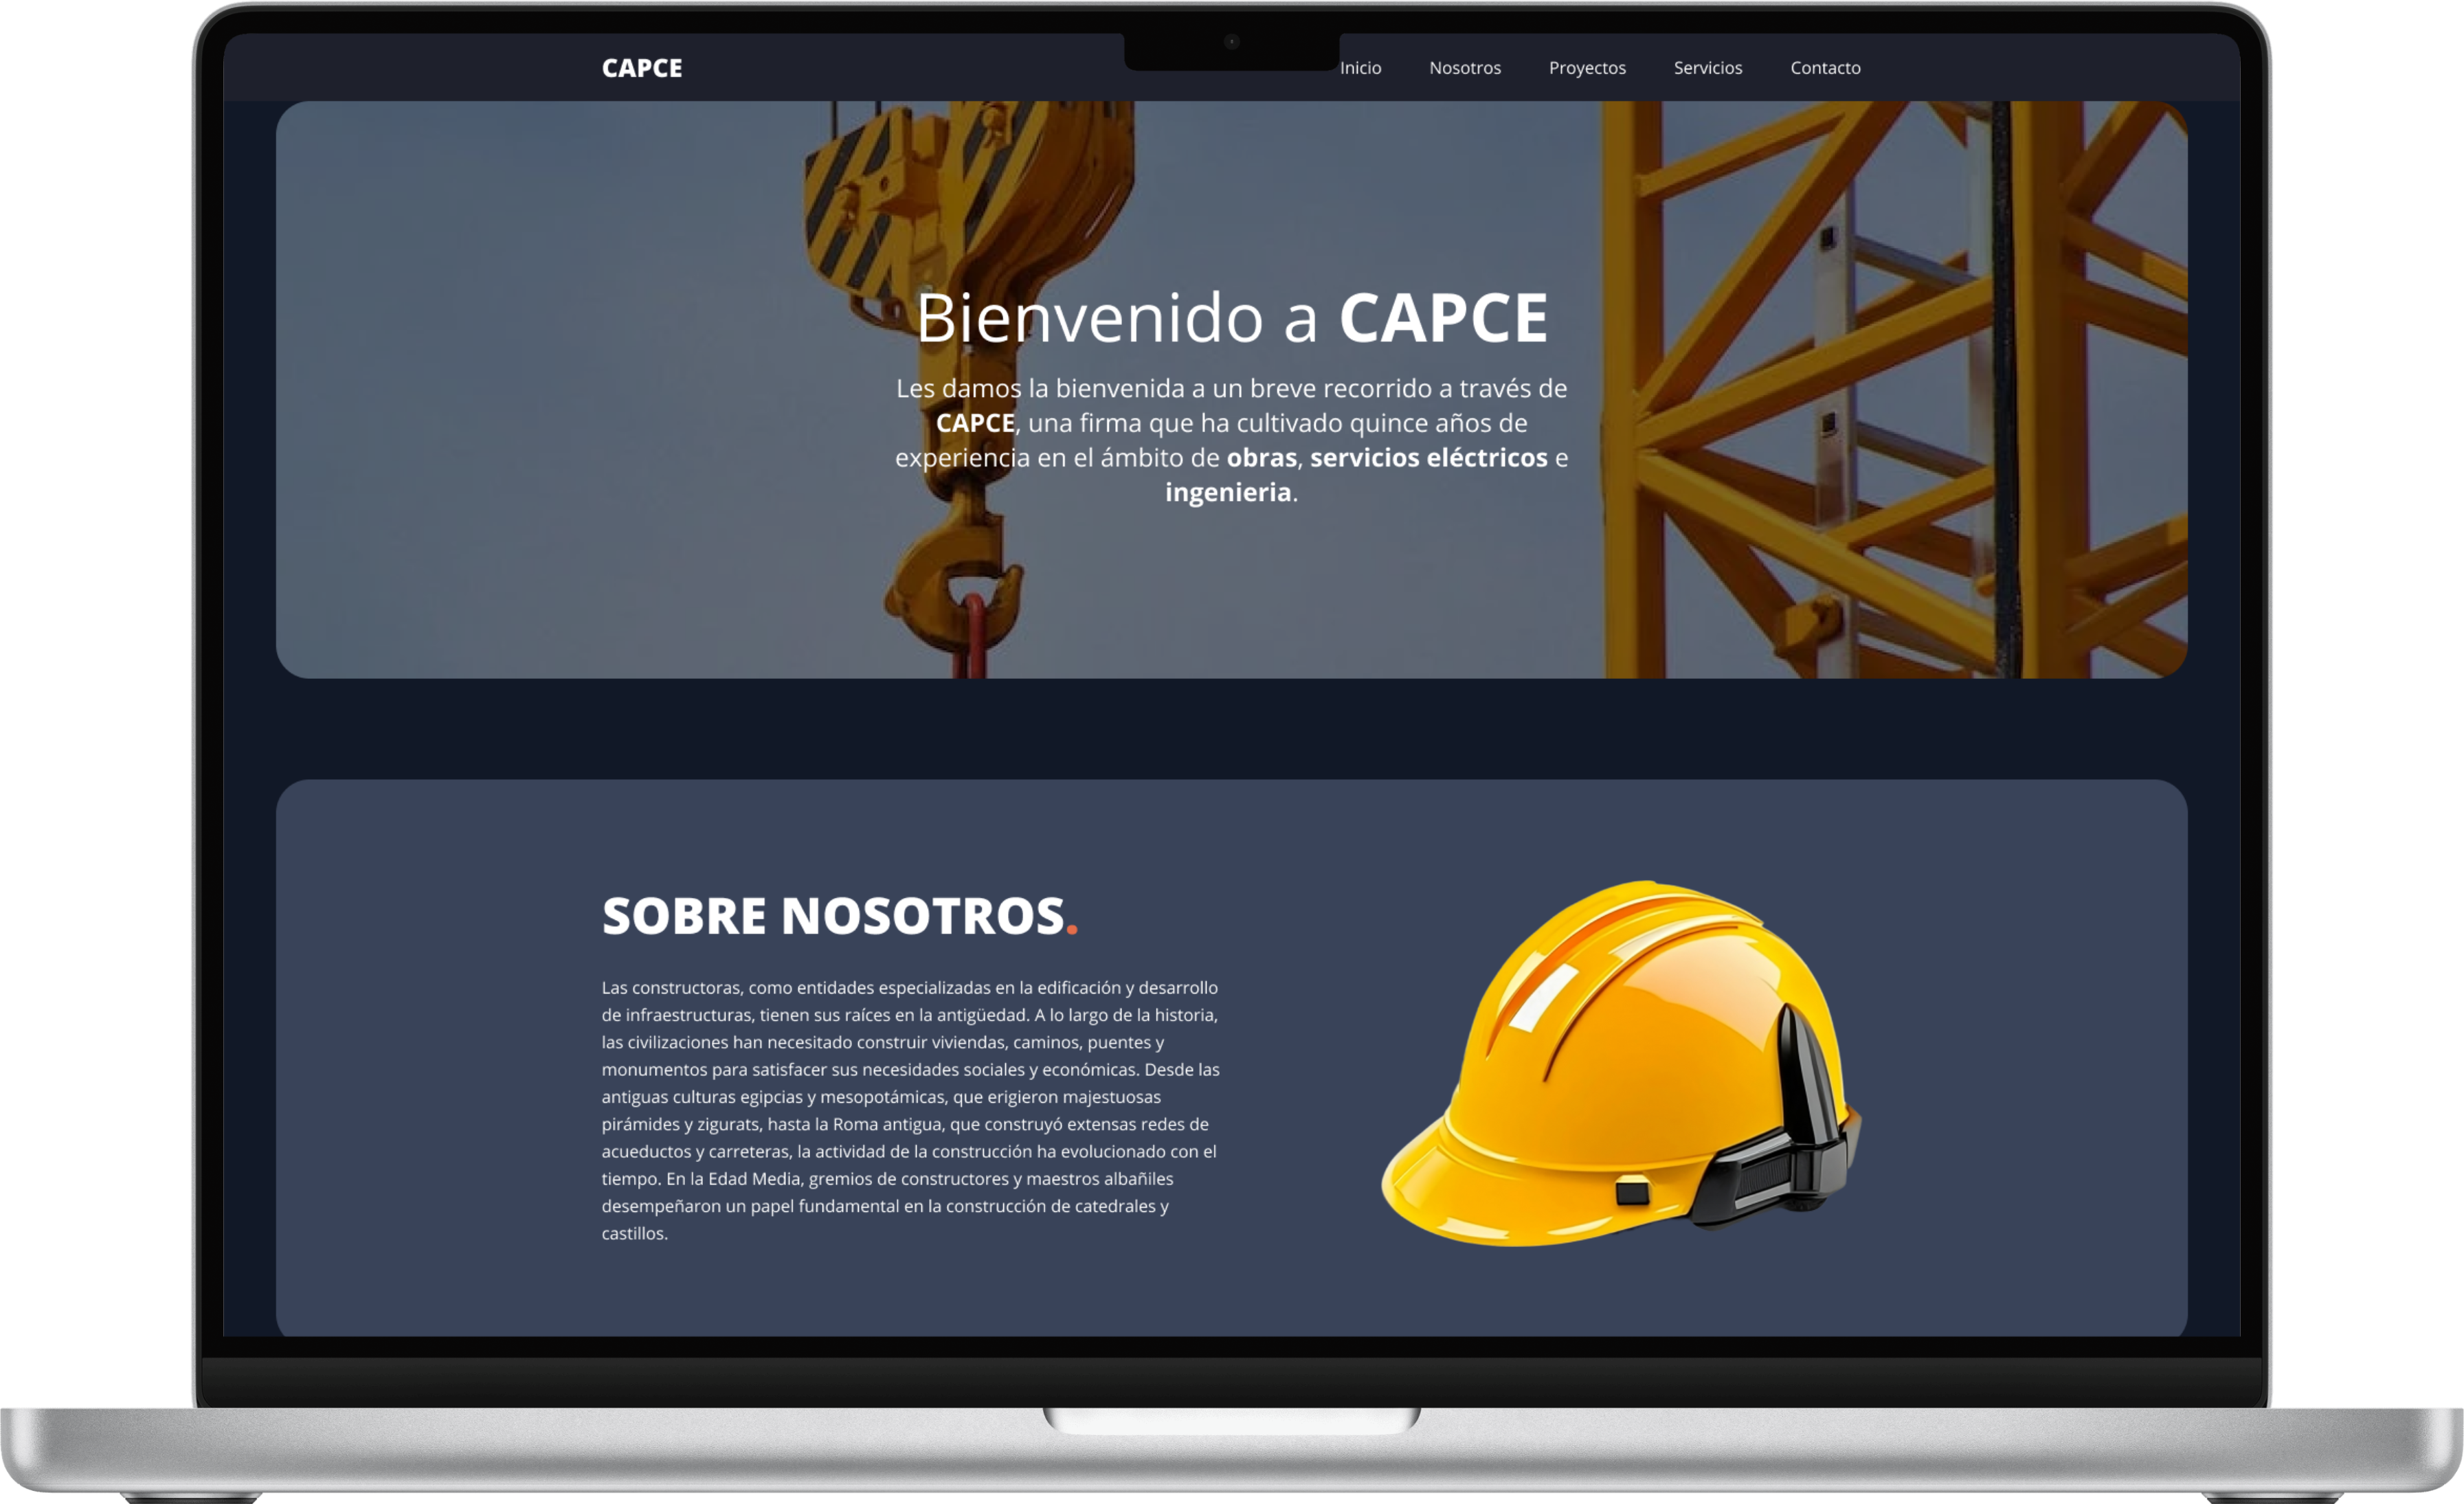 CAPCE
Inicio Nosotros Proyectos Servicios Contacto
Bienvenido a CAPCE
Les damos la bienvenida a un breve recorrido a través de
CAPCE, una firma que ha cultivado quince años de
experiencia en el ámbito de obras, servicios eléctricos e
ingenieria.
SOBRE NOSOTROS.
Las constructoras, como entidades especializadas en la edificación y desarrollo
de infraestructuras, tienen sus raíces en la antigüedad. A lo largo de la historia,
las civilizaciones han necesitado construir viviendas, caminos, puentes y
monumentos para satisfacer sus necesidades sociales y económicas. Desde las
antiguas culturas egipcias y mesopotámicas, que erigieron majestuosas
pirámides y zigurats, hasta la Roma antigua, que construyó extensas redes de
acueductos y carreteras, la actividad de la construcción ha evolucionado con el
tiempo. En la Edad Media, gremios de constructores y maestros albañiles
desempeñaron un papel fundamental en la construcción de catedrales y
castillos.